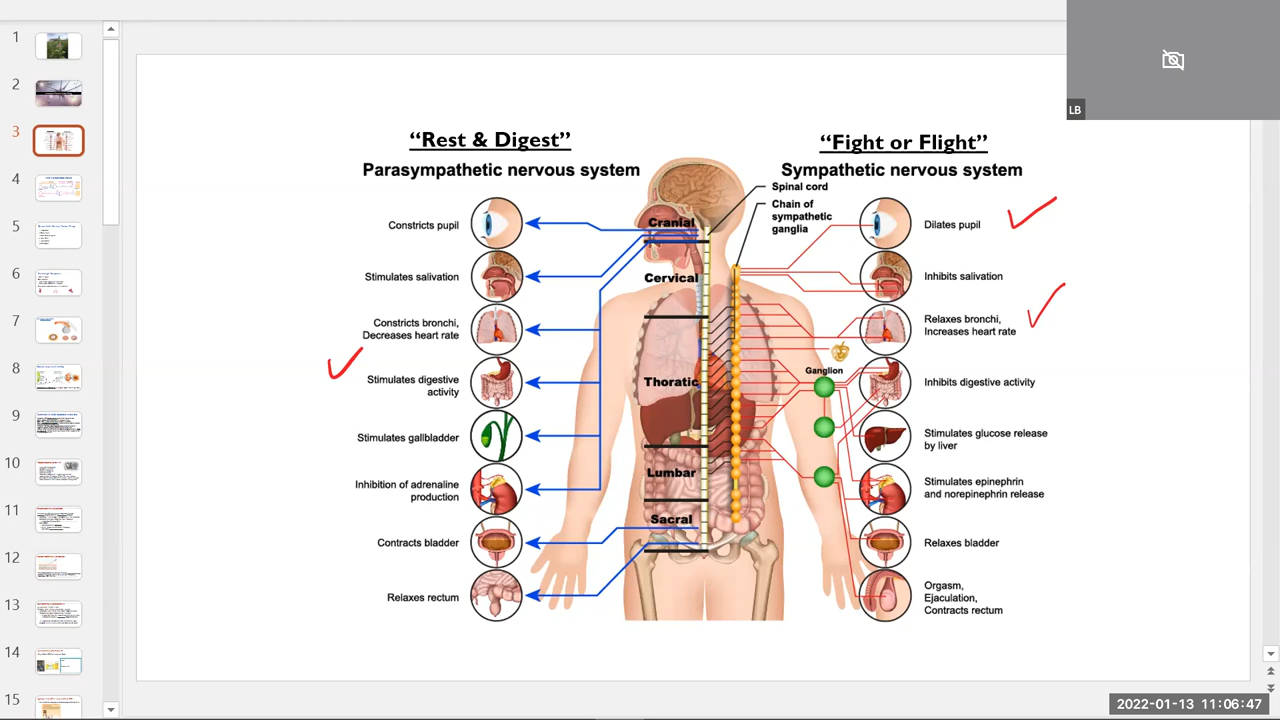 1
2
3
6
7
10
11
12
13
14
15
LB
“Rest & Digest”
Parasympathetic nervous system
“Fight or Flight”
Sympathetic nervous system
Spinal cord
Chain of
sympathetic
ganglia
Constricts pupil
Stimulates salivation
Constricts bronchi,
Decreases heart rate
Stimulates digestive
activity
Stimulates gallbladder
Inhibition of adrenaline
production
Contracts bladder
Relaxes rectum
Cranial
Cervical
Thoratic
Lumbar
Sacral
Ganglion
Dilates pupil
Inhibits salivation
Relaxes bronchi,
Increases heart rate
Inhibits digestive activity
Stimulates glucose release
by liver
Stimulates epinephrin
and norepinephrin release
Relaxes bladder
Orgasm,
Ejaculation,
Contracts rectum
2022-01-13 11:06:47